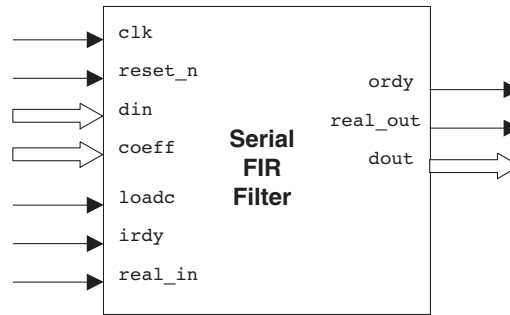 clk
reset_n
din
coeff
loadc
irdy
real_in
Serial
FIR
Filter
ordy
real_out
dout